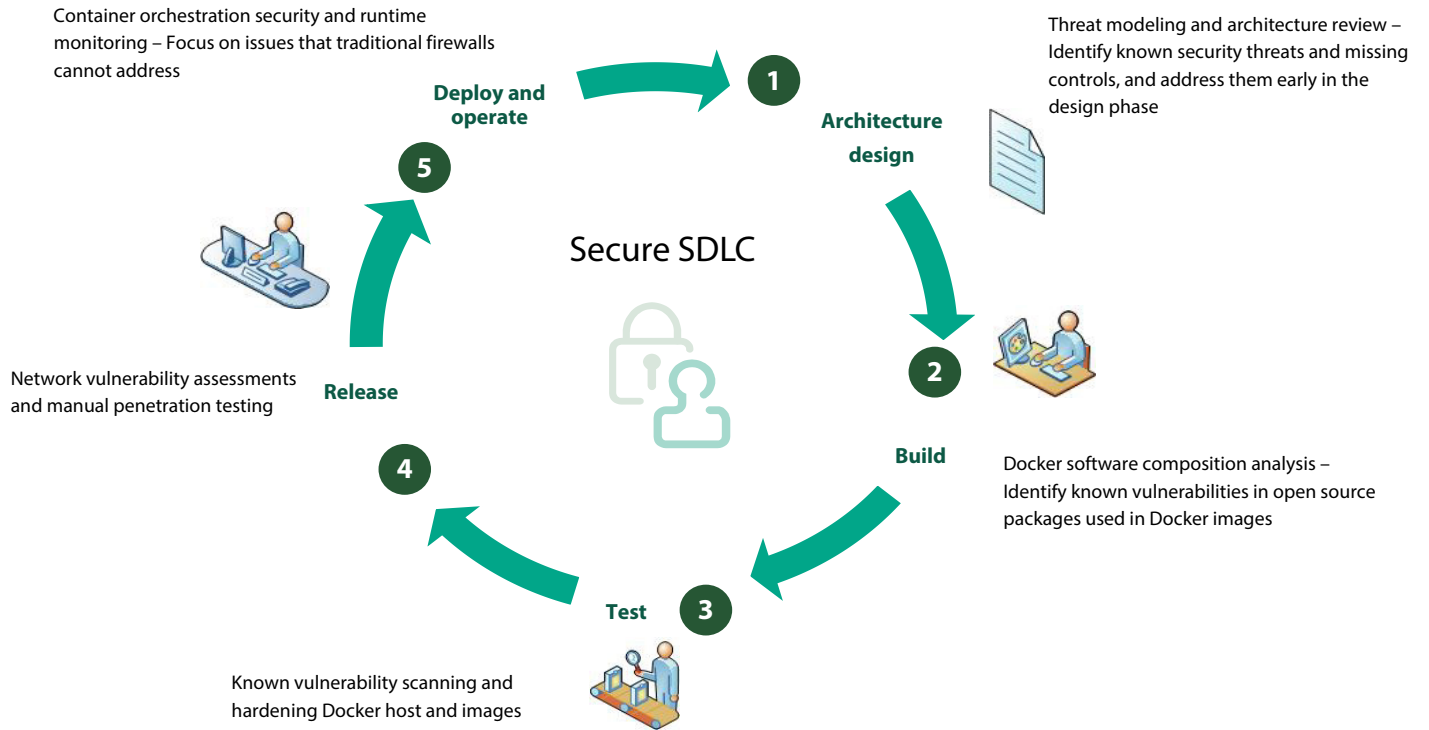 Container orchestration security and runtime
monitoring – Focus on issues that traditional firewalls
cannot address
Deploy and
operate
5
1
Architecture
design
Threat modeling and architecture review –
Identify known security threats and missing
controls, and address them early in the
design phase
Secure SDLC
2
Build
Docker software composition analysis –
Identify known vulnerabilities in open source
packages used in Docker images
Test
3
Known vulnerability scanning and
hardening Docker host and images
4
Release
Network vulnerability assessments
and manual penetration testing